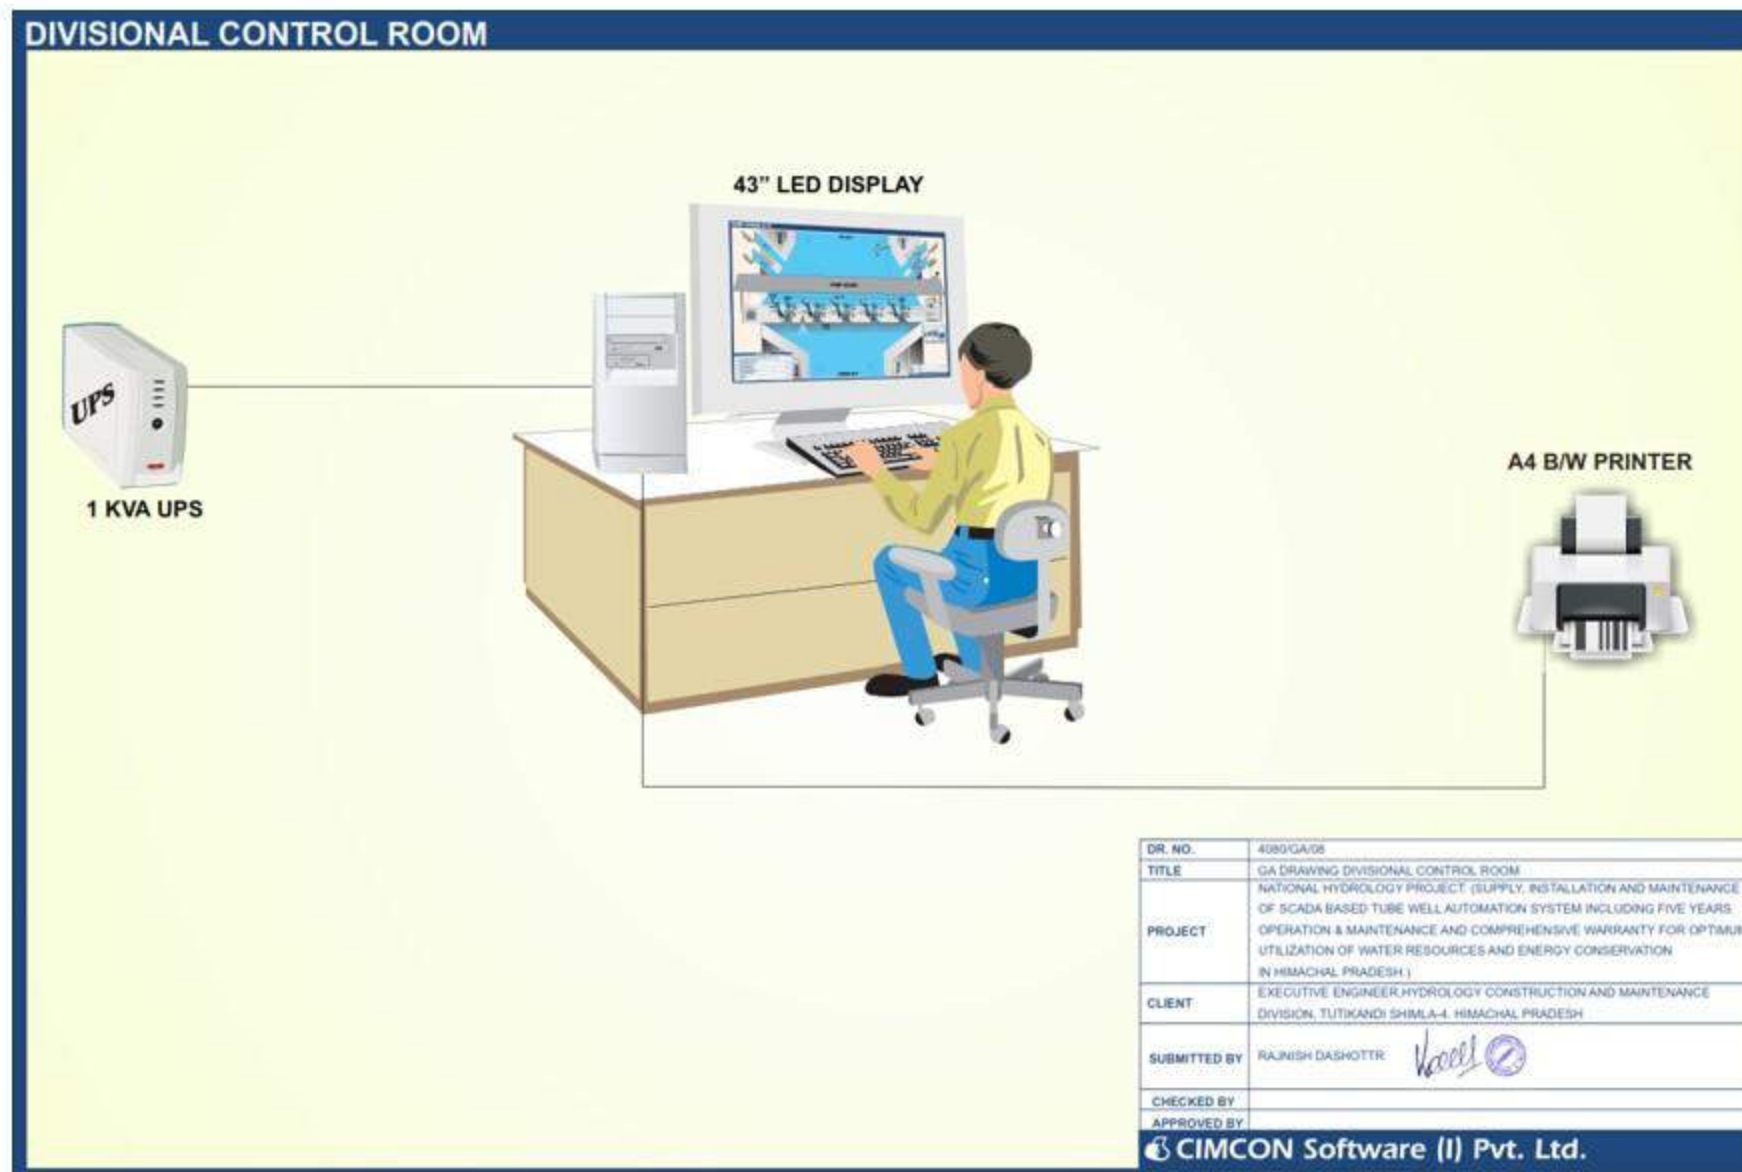 DIVISIONAL CONTROL ROOM
43” LED DISPLAY
UPS
1 KVA UPS
A4 B/W PRINTER
DR. NO. 4080/GA/08
TITLE GA DRAWING DIVISIONAL CONTROL ROOM
PROJECT NATIONAL HYDROLOGY PROJECT (SUPPLY, INSTALLATION AND MAINTENANCE
OF SCADA BASED TUBE WELL AUTOMATION SYSTEM INCLUDING FIVE YEARS
OPERATION & MAINTENANCE AND COMPREHENSIVE WARRANTY FOR OPTIMUM
UTILIZATION OF WATER RESOURCES AND ENERGY CONSERVATION
IN HIMACHAL PRADESH.)
CLIENT EXECUTIVE ENGINEER,HYDROLOGY CONSTRUCTION AND MAINTENANCE
DIVISION, TUTIKANDI SHIMLA-4. HIMACHAL PRADESH
SUBMITTED BY RAJNISH DASHOTTR
CHECKED BY
APPROVED BY
CIMCON Software (I) Pvt. Ltd.